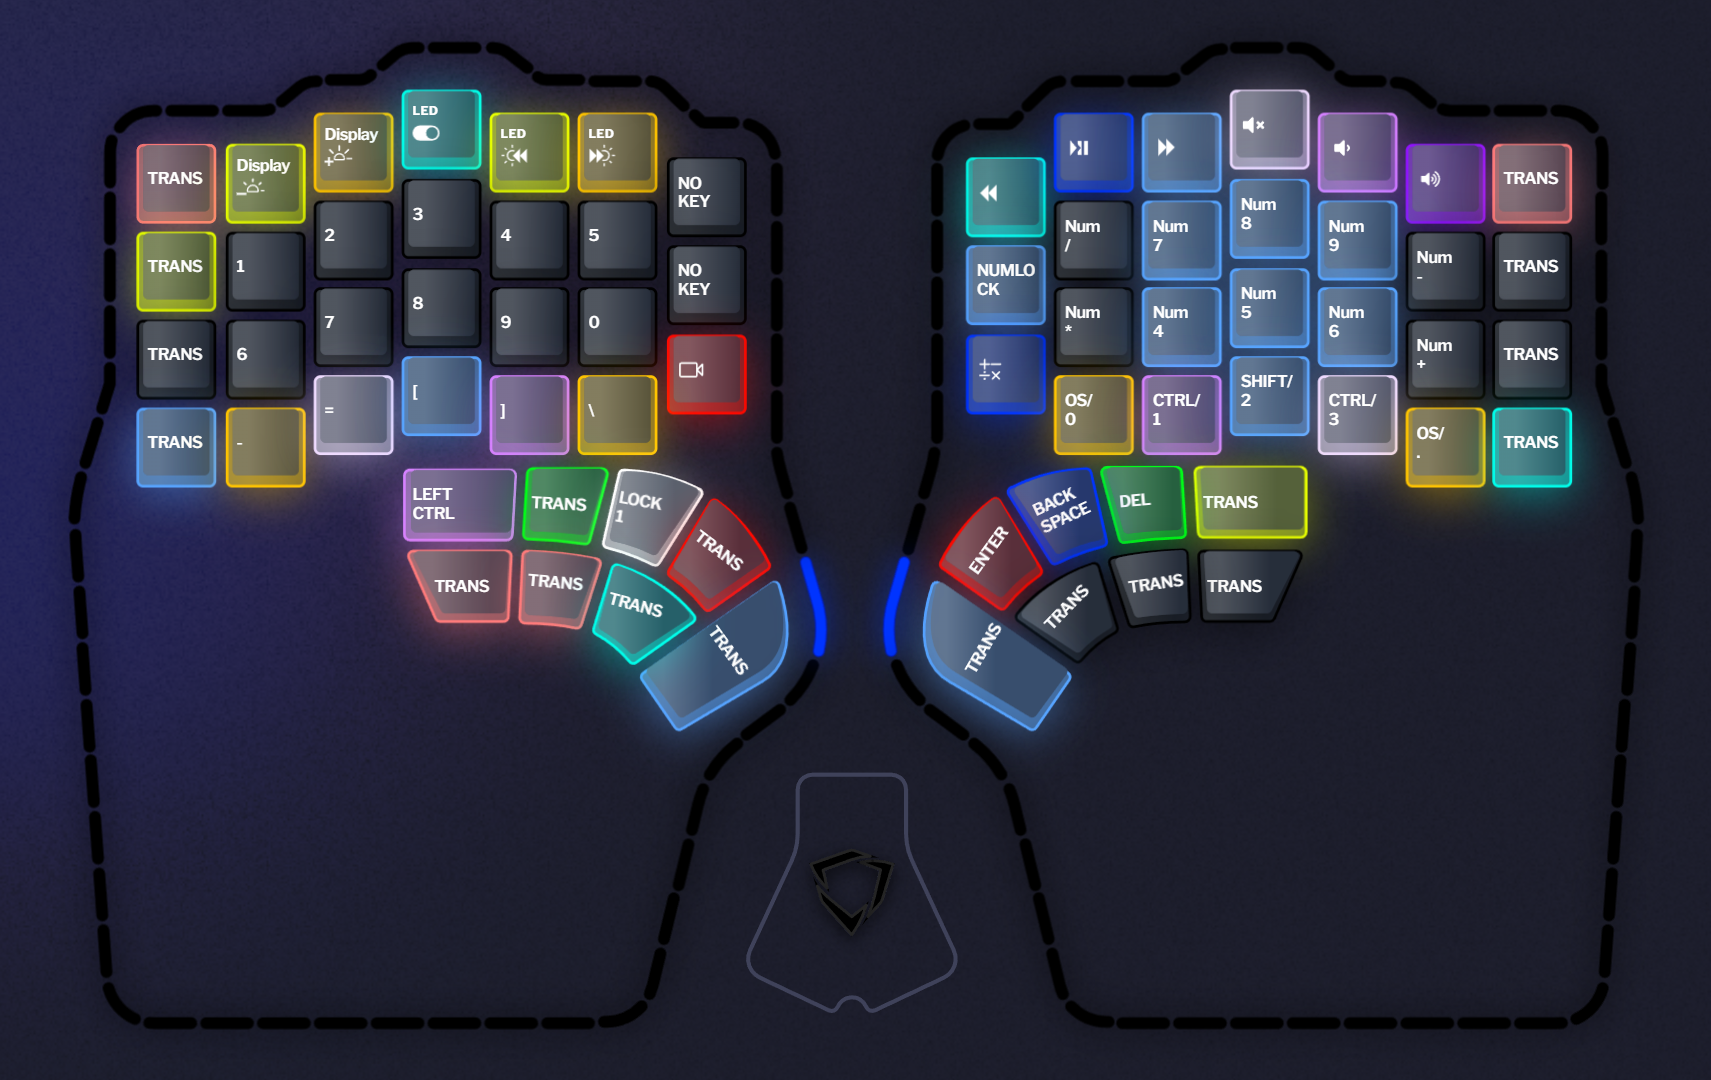 TRANS
Display
Display
LED
LED
LED
NO
KEY
TRANS
1
2
3
4
5
NO
KEY
TRANS
6
7
8
9
0
TRANS
-
=
[
]
\
LEFT
CTRL
TRANS
LOCK
1
TRANS
TRANS
TRANS
TRANS
TRANS
TRANS
Num
/
Num
7
Num
8
Num
9
Num
-
TRANS
NUMLO
CK
Num
*
Num
4
Num
5
Num
6
Num
+
TRANS
OS/
0
CTRL/
1
SHIFT/
2
CTRL/
3
OS/
.
TRANS
ENTER
BACK
SPACE
DEL
TRANS
TRANS
TRANS
TRANS
TRANS